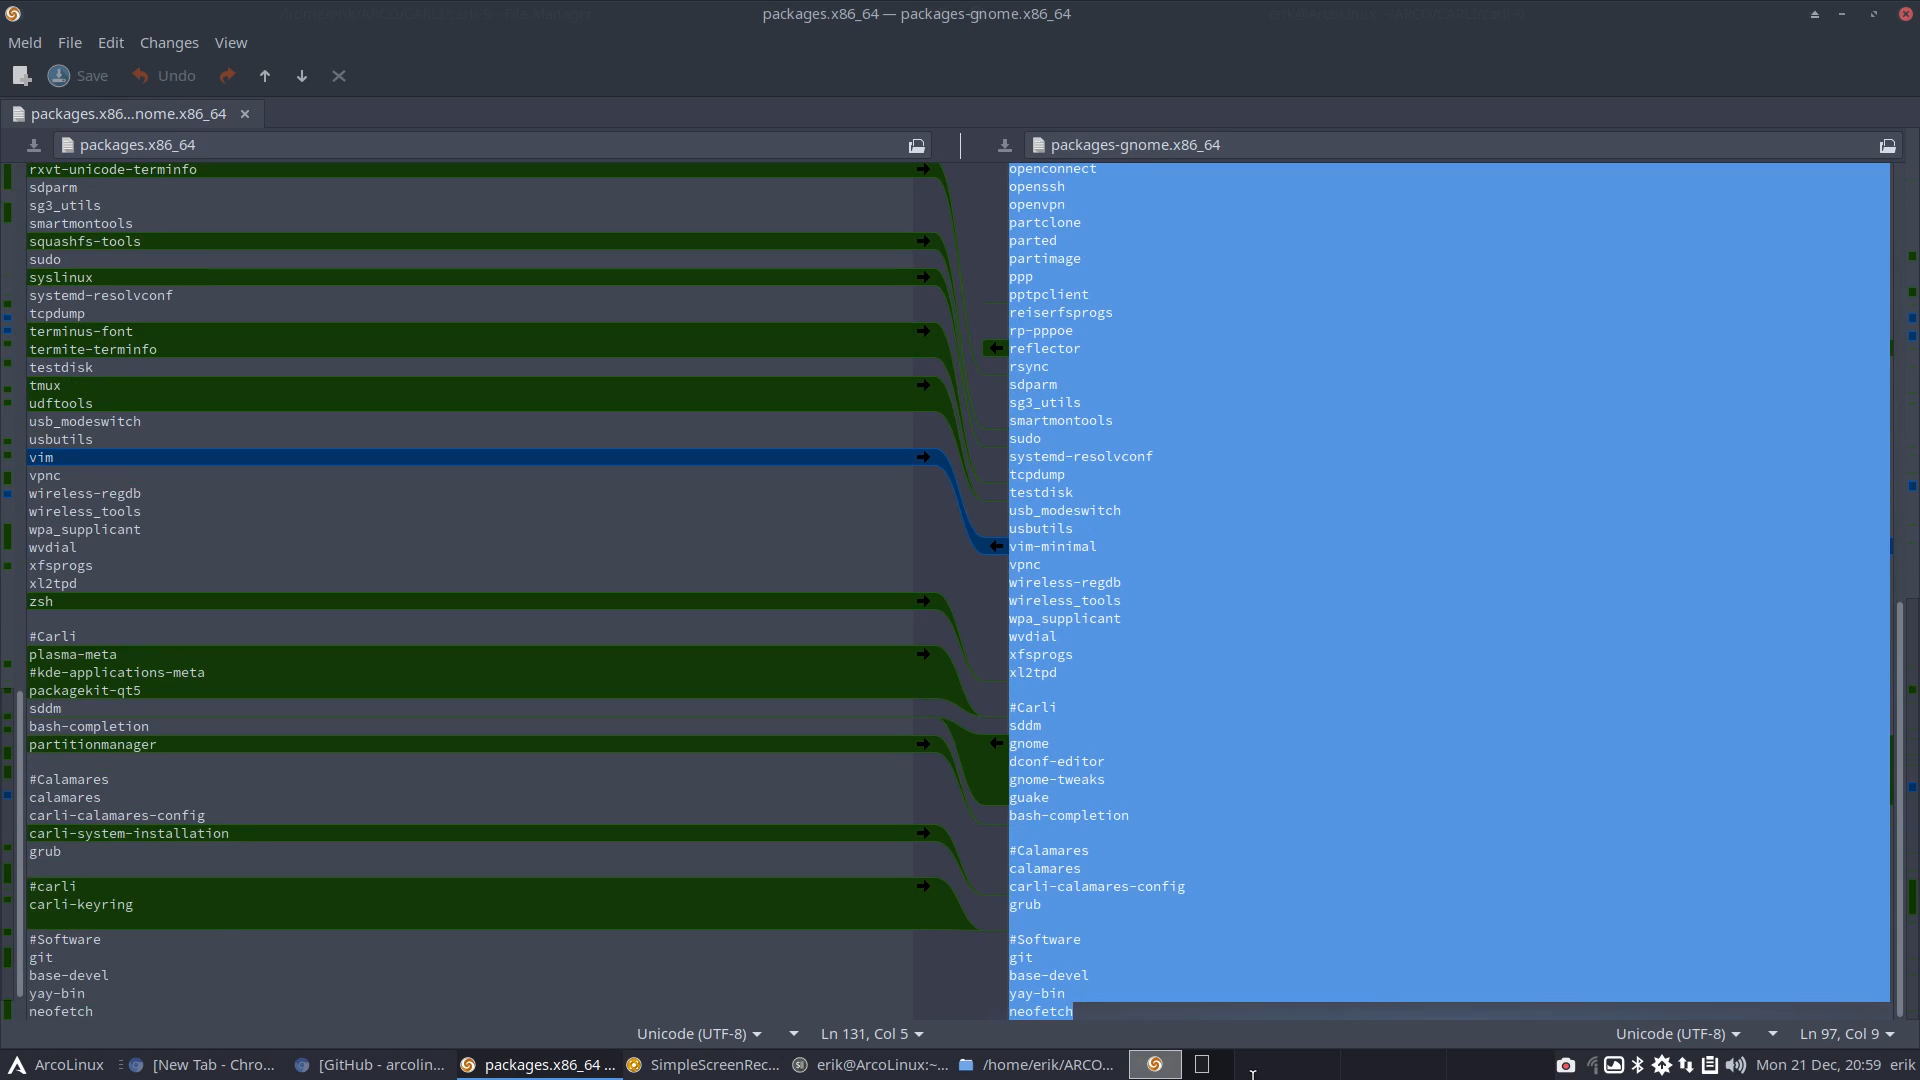 packages.x86_64 — packages-gnome.x86_64
Meld File Edit Changes View
Save Undo
packages.x86...nome.x86_64
packages.x86_64
packages-gnome.x86_64
rxvt-unicode-terminfo
sdparm
sg3_utils
smartmontools
squashfs-tools
sudo
syslinux
systemd-resolvconf
tcpdump
terminus-font
termite-terminfo
testdisk
tmux
udftools
usb_modeswitch
usbutils
vim
vpnc
wireless-regdb
wireless_tools
wpa_supplicant
wvdial
xfsprogs
xl2tpd
zsh
#Carli
plasma-meta
#kde-applications-meta
packagekit-qt5
sddm
bash-completion
partitionmanager
#Calamares
calamares
carli-calamares-config
carli-system-installation
grub
#carli
carli-keyring
#Software
git
base-devel
yay-bin
neofetch
openconnect
openssh
openvpn
partclone
parted
partimage
ppp
pptpclient
reiserfsprogs
rp-pppoe
reflector
rsync
sdparm
sg3_utils
smartmontools
sudo
systemd-resolvconf
tcpdump
testdisk
usb_modeswitch
usbutils
vim-minimal
vpnc
wireless-regdb
wireless_tools
wpa_supplicant
wvdial
xfsprogs
xl2tpd
#Carli
sddm
gnome
dconf-editor
gnome-tweaks
guake
bash-completion
#Calamares
calamares
carli-calamares-config
grub
#Software
git
base-devel
yay-bin
neofetch
Unicode (UTF-8) Ln 131, Col 5
Unicode (UTF-8) Ln 97, Col 9
ArcoLinux [New Tab - Chro... [GitHub - arcolin... packages.x86_64 ... SimpleScreenRec... erik@ArcoLinux:~... /home/erik/ARCO... Mon 21 Dec, 20:59 erik